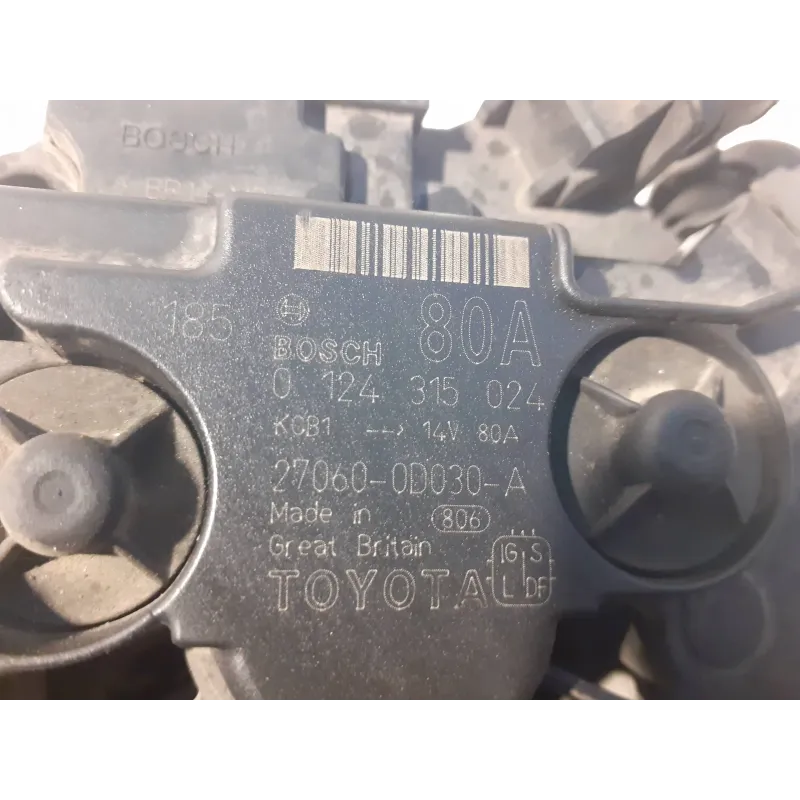 BOSCH
185
BOSCH
80A
0 124 315 024
KCB1 --> 14V 80A
27060-0D030-A
Made in 806
Great Britain
TOYOTA
IG S
L DF